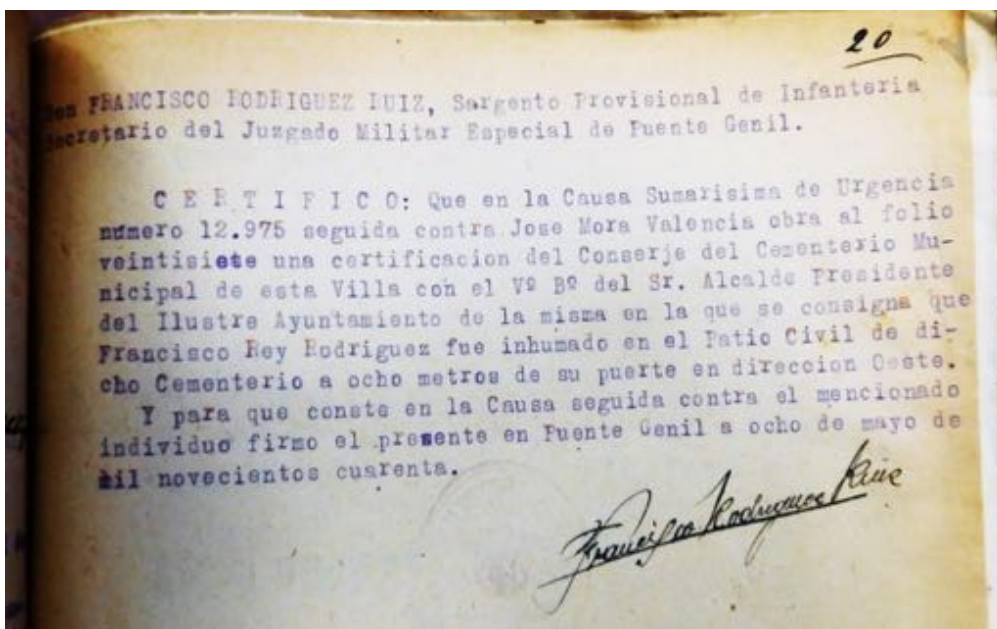 20
Don FRANCISCO RODRIGUEZ RUIZ, Sargento Provisional de Infanteria
Secretario del Juzgado Militar Especial de Puente Genil.
C E R T I F I C O: Que en la Causa Sumarisima de Urgencia
número 12.975 seguida contra Jose Mora Valencia obra al folio
veintisiete una certificacion del Conserje del Cementerio Mu-
nicipal de esta Villa con el Vº Bº del Sr. Alcalde Presidente
del Ilustre Ayuntamiento de la misma en la que se consigna que
Francisco Rey Rodriguez fue inhumado en el Patio Civil de di-
cho Cementerio a ocho metros de su puerte en direccion Oeste.
Y para que conste en la Causa seguida contra el mencionado
individuo firmo el presente en Puente Genil a ocho de mayo de
mil novecientos cuarenta.
Francisco Rodriguez Ruiz